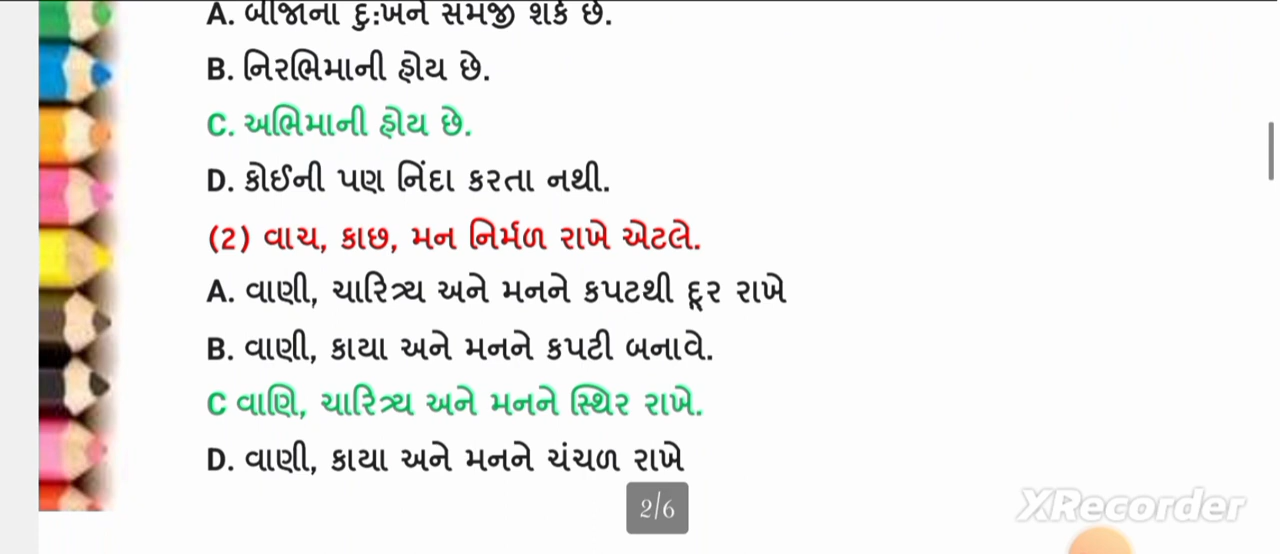 A. બીજાના દુઃખને સમજી શકે છે.
B. નિરભિમાની હોય છે.
C. અભિમાની હોય છે.
D. કોઈની પણ નિંદા કરતા નથી.
(2) વાચ, કાછ, મન નિર્મળ રાખે એટલે.
A. વાણી, ચારિત્ર્ય અને મનને કપટથી દૂર રાખે
B. વાણી, કાયા અને મનને કપટી બનાવે.
C વાણિ, ચારિત્ર્ય અને મનને સ્થિર રાખે.
D. વાણી, કાયા અને મનને ચંચળ રાખે
2/6
XRecorder